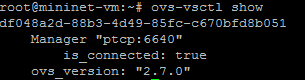 root@mininet-vm:~# ovs-vsctl show
df048a2d-88b3-4d49-85fc-c670bfd8b051
    Manager "ptcp:6640"
        is_connected: true
    ovs_version: "2.7.0"